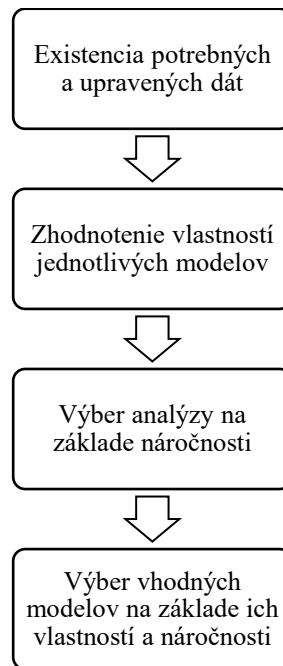 Existencia potrebných
a upravených dát
Zhodnotenie vlastností
jednotlivých modelov
Výber analýzy na
základe náročnosti
Výber vhodných
modelov na základe ich
vlastností a náročnosti